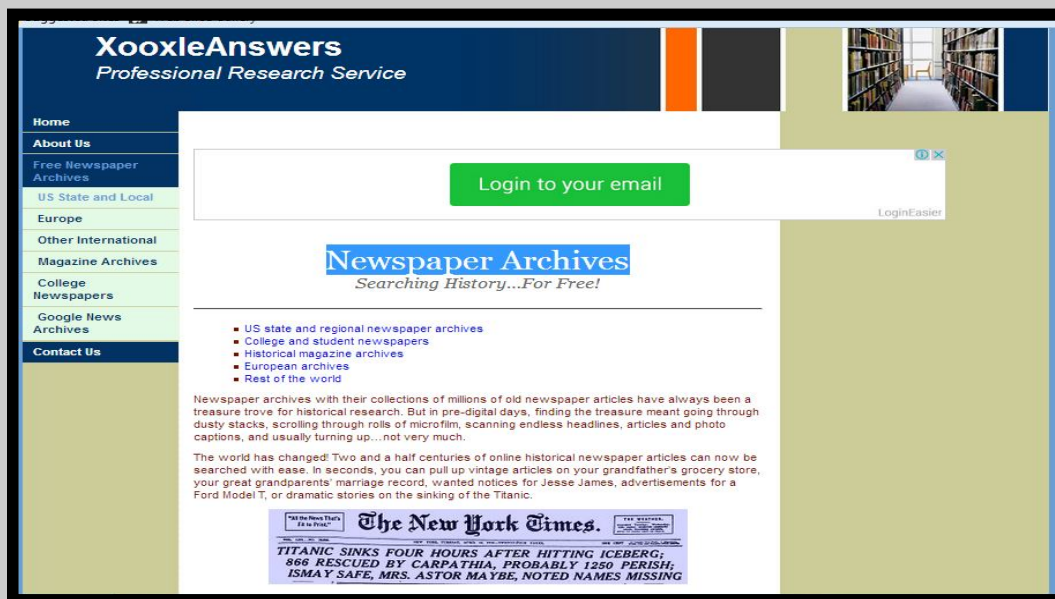 XooxleAnswers
Professional Research Service
Home
About Us
Free Newspaper
Archives
US State and Local
Europe
Other International
Magazine Archives
College
Newspapers
Google News
Archives
Contact Us
Login to your email
LoginEasier
Newspaper Archives
Searching History...For Free!
US state and regional newspaper archives
College and student newspapers
Historical magazine archives
European archives
Rest of the world
Newspaper archives with their collections of millions of old newspaper articles have always been a
treasure trove for historical research. But in pre-digital days, finding the treasure meant going through
dusty stacks, scrolling through rolls of microfilm, scanning endless headlines, articles and photo
captions, and usually turning up...not very much.
The world has changed! Two and a half centuries of online historical newspaper articles can now be
searched with ease. In seconds, you can pull up vintage articles on your grandfather's grocery store,
your great grandparents' marriage record, wanted notices for Jesse James, advertisements for a
Ford Model T, or dramatic stories on the sinking of the Titanic.
"All the News That's
Fit to Print."
The New York Times.
THE WEATHER.
TITANIC SINKS FOUR HOURS AFTER HITTING ICEBERG;
866 RESCUED BY CARPATHIA, PROBABLY 1250 PERISH;
ISMAY SAFE, MRS. ASTOR MAYBE, NOTED NAMES MISSING